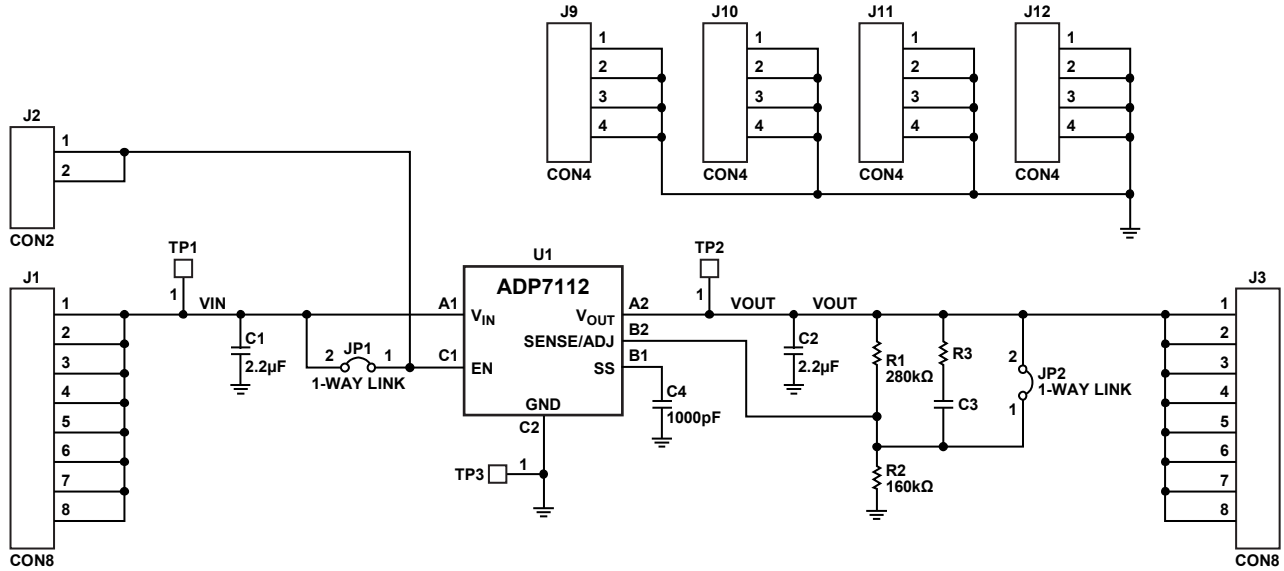 J9
1
2
3
4
CON4
J10
1
2
3
4
CON4
J11
1
2
3
4
CON4
J12
1
2
3
4
CON4
J2
1
2
CON2
J1
1
2
3
4
5
6
7
8
CON8
TP1
1
VIN
C1
2.2µF
2
JP1
1
1-WAY LINK
U1
ADP7112
A1
VIN
C1
EN
VOUT
A2
SENSE/ADJ
B2
SS
B1
GND
C2
TP3
1
C4
1000pF
TP2
1
VOUT
VOUT
C2
2.2µF
R1
280kΩ
R3
C3
2
JP2
1-WAY LINK
1
R2
160kΩ
J3
1
2
3
4
5
6
7
8
CON8